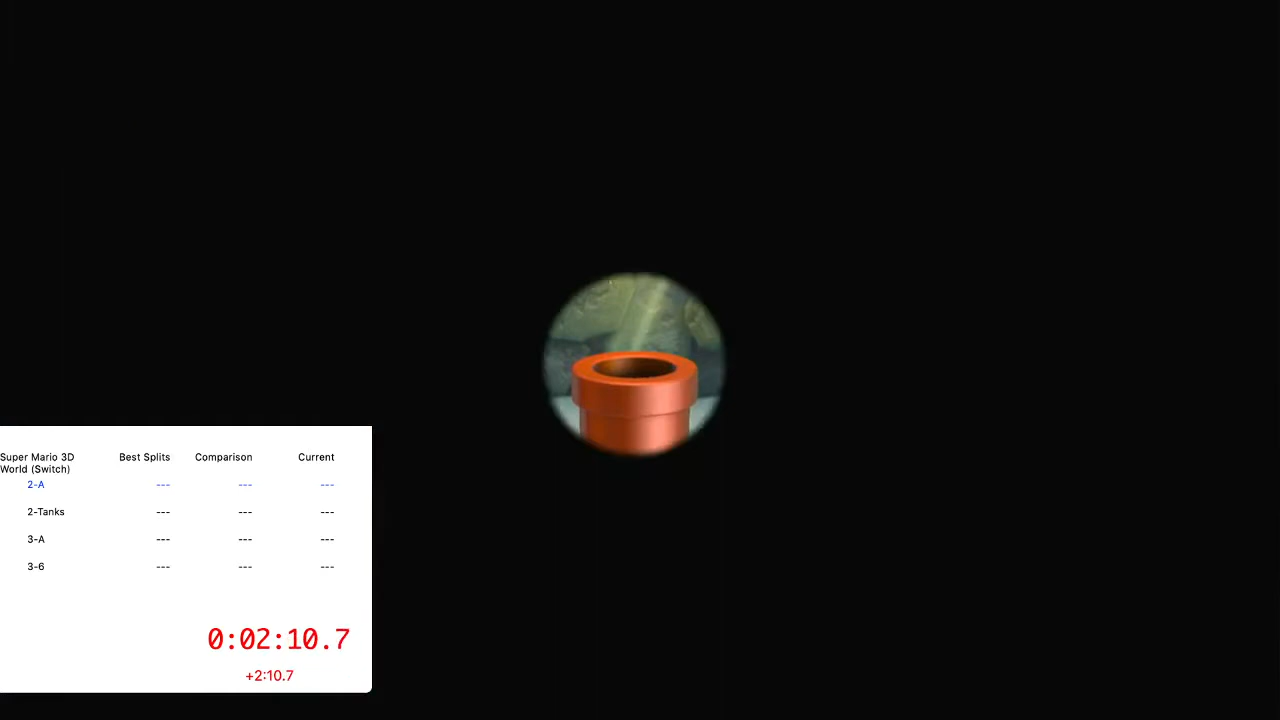 Super Mario 3D World (Switch) Best Splits Comparison Current
2-A --- --- ---
2-Tanks --- --- ---
3-A --- --- ---
3-6 --- --- ---
0:02:10.7
+2:10.7